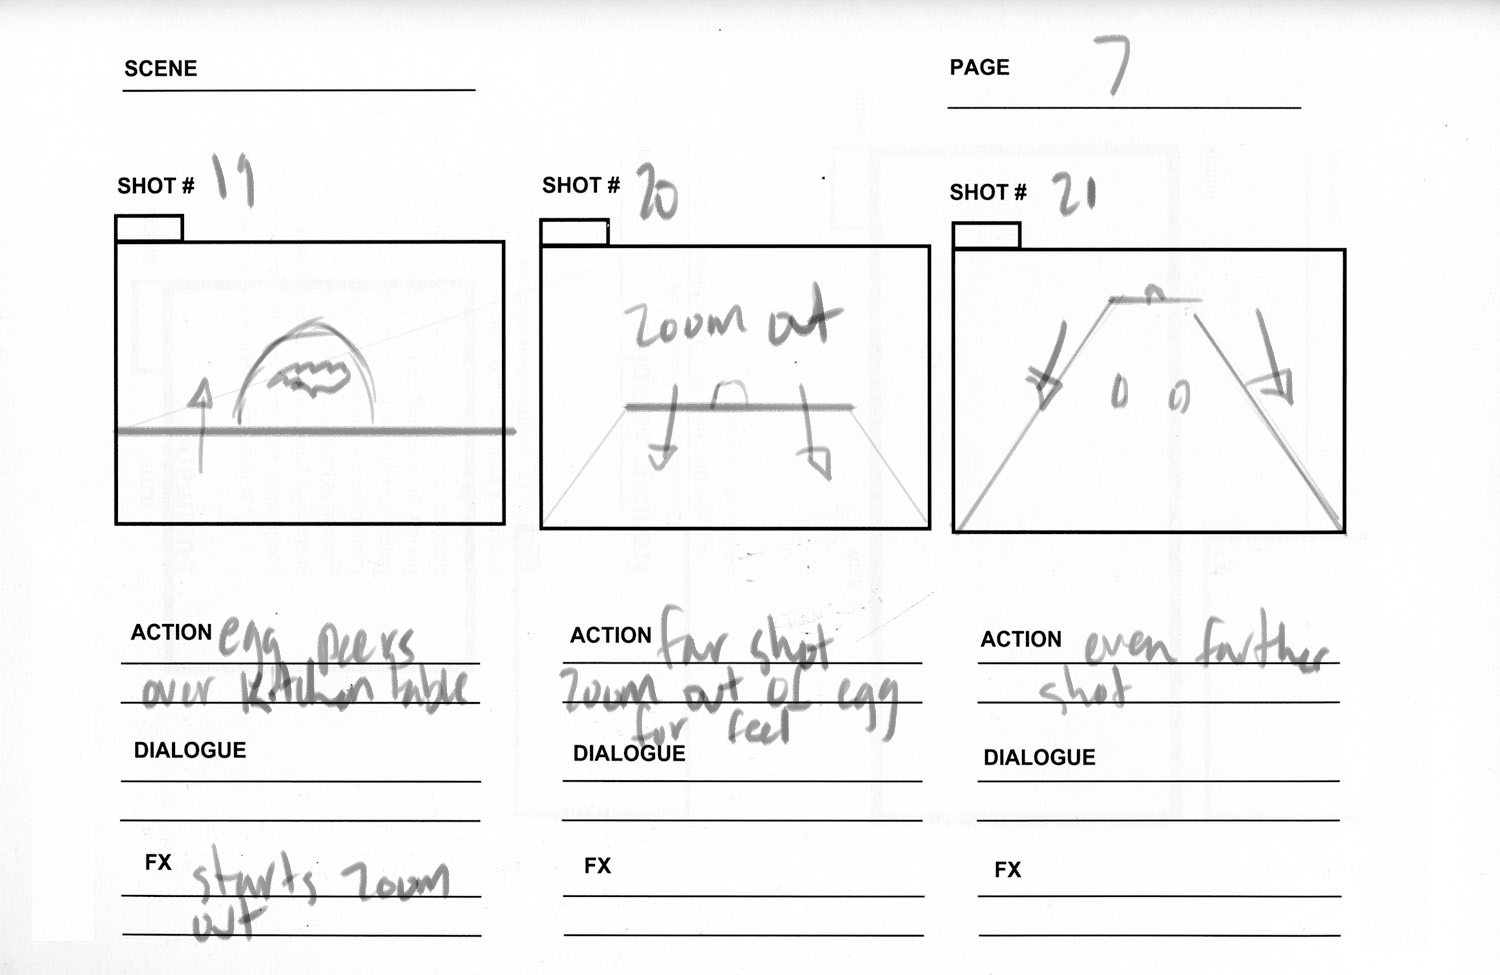 SCENE
PAGE 7
SHOT # 19
SHOT # 20
SHOT # 21
zoom out
ACTION egg peers
over kitchen table
ACTION far shot
zoom out of egg
for feel
ACTION even farther
shot
DIALOGUE
DIALOGUE
DIALOGUE
FX starts zoom
out
FX
FX